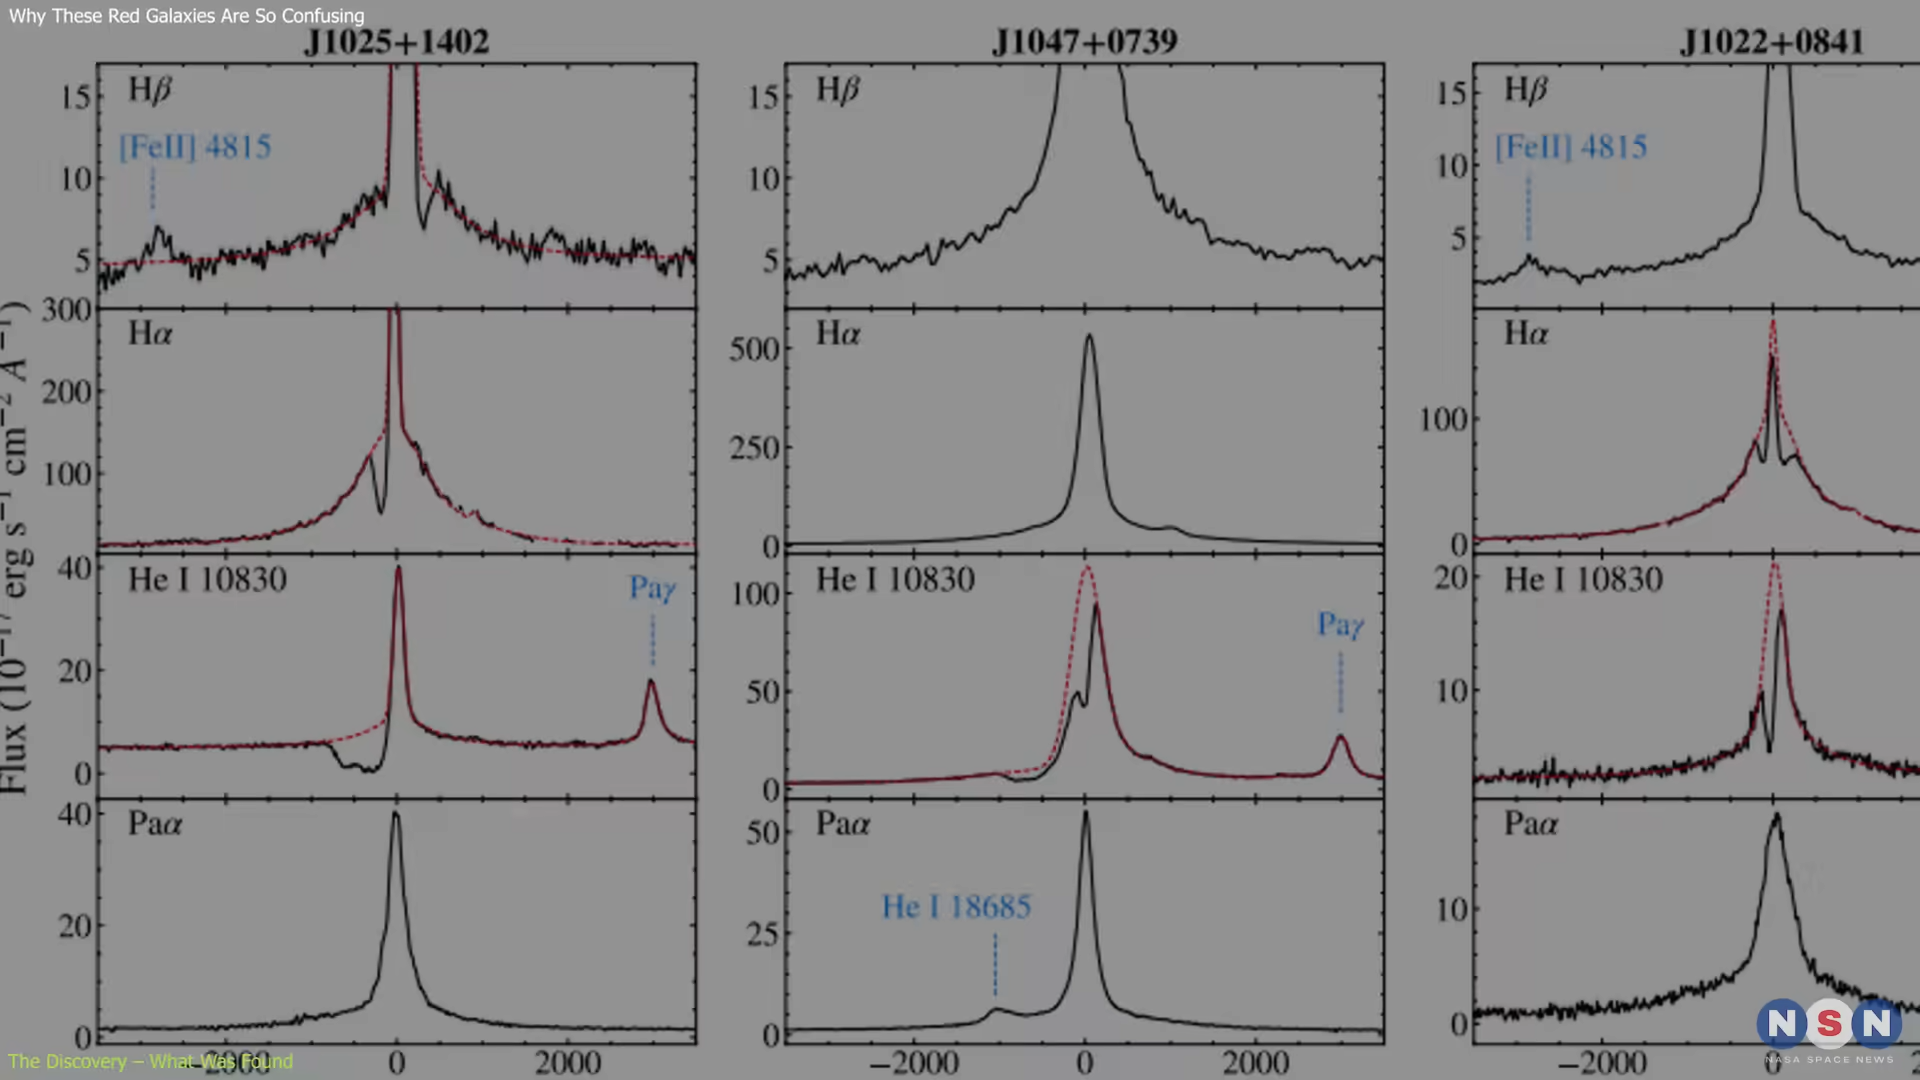 Why These Red Galaxies Are So Confusing
J1025+1402
J1047+0739
J1022+0841
Flux (10⁻¹⁷ erg s⁻¹ cm⁻² Å⁻¹)
15
Hβ
[FeII] 4815
10
5
15
Hβ
10
5
15
Hβ
[FeII] 4815
10
5
300
Hα
200
100
Hα
500
250
0
Hα
100
0
40
He I 10830
Paγ
20
0
He I 10830
100
Paγ
50
0
20
He I 10830
10
40
Paα
20
0
Paα
50
He I 18685
25
0
Paα
10
0
−2000
0
2000
−2000
0
2000
−2000
0
The Discovery – What Was Found
NSN
NASA SPACE NEWS